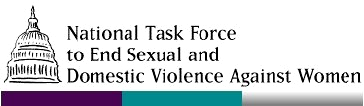 National Task Force
to End Sexual and
Domestic Violence Against Women